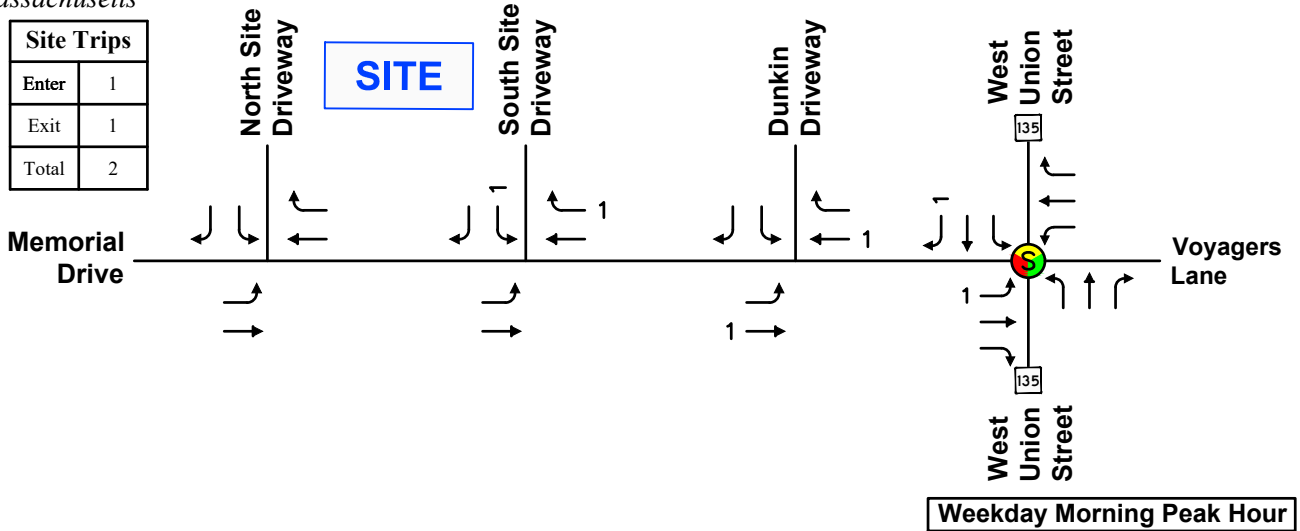 Site Trips
Enter 1
Exit 1
Total 2
North Site
Driveway
SITE
South Site
Driveway
Dunkin
Driveway
West
Union
Street
135
1
1
1
1
Memorial
Drive
S
Voyagers
Lane
1
1
135
West
Union
Street
Weekday Morning Peak Hour